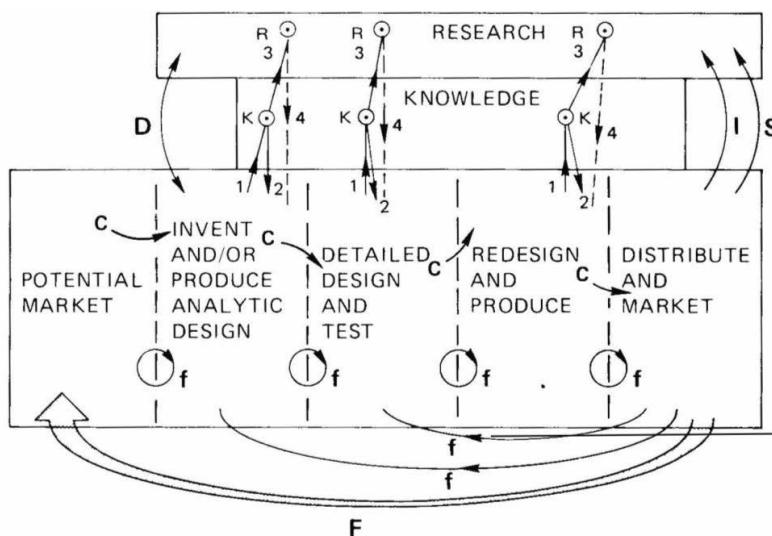 R R RESEARCH R
3 3 3
KNOWLEDGE
D K 4 K 4 K 4 I S
1 2 1 2 1 2
C INVENT
AND/OR
PRODUCE
ANALYTIC
DESIGN
C DETAILED
DESIGN
AND
TEST
C REDESIGN
AND
PRODUCE
C DISTRIBUTE
AND
MARKET
POTENTIAL
MARKET
f f f f
f
f
F